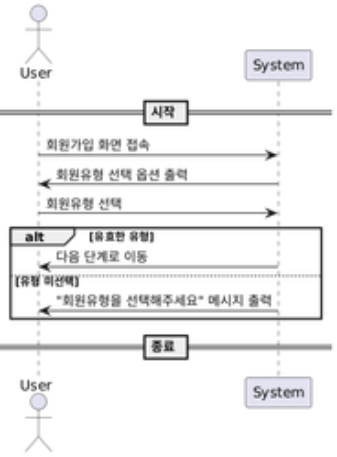 User
System
시작
회원가입 화면 접속
회원유형 선택 옵션 출력
회원유형 선택
alt [유효한 유형]
다음 단계로 이동
[유형 미선택]
"회원유형을 선택해주세요" 메시지 출력
종료
User
System